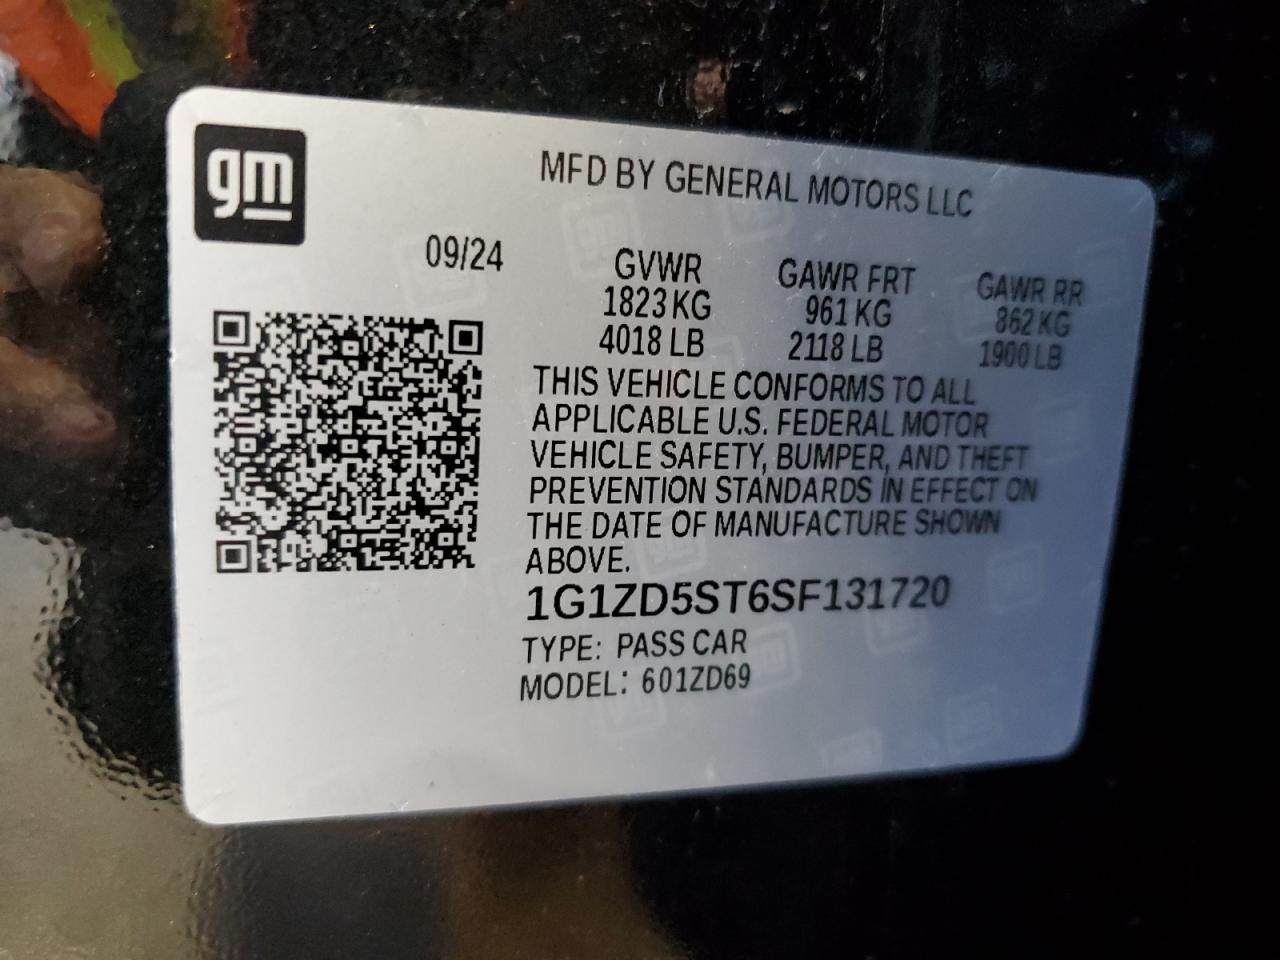 gm
MFD BY GENERAL MOTORS LLC
09/24
GVWR GAWR FRT GAWR RR
1823 KG 961 KG 862 KG
4018 LB 2118 LB 1900 LB
THIS VEHICLE CONFORMS TO ALL
APPLICABLE U.S. FEDERAL MOTOR
VEHICLE SAFETY, BUMPER, AND THEFT
PREVENTION STANDARDS IN EFFECT ON
THE DATE OF MANUFACTURE SHOWN
ABOVE.
1G1ZD5ST6SF131720
TYPE: PASS CAR
MODEL: 601ZD69